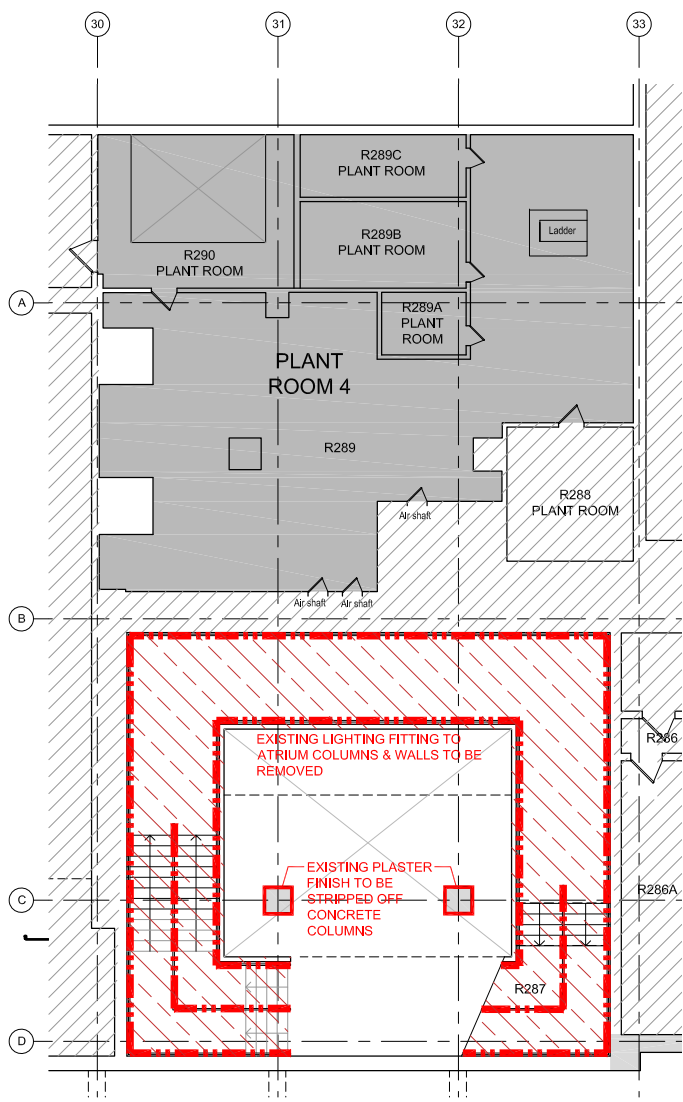 30
31
32
33
R289C
PLANT ROOM
R289B
PLANT ROOM
Ladder
R290
PLANT ROOM
A
R289A
PLANT
ROOM
PLANT
ROOM 4
R289
R288
PLANT ROOM
Air shaft
Air shaft
Air shaft
B
EXISTING LIGHTING FITTING TO
ATRIUM COLUMNS & WALLS TO BE
REMOVED
R286
EXISTING PLASTER
FINISH TO BE
STRIPPED OFF
CONCRETE
COLUMNS
R286A
C
R287
D